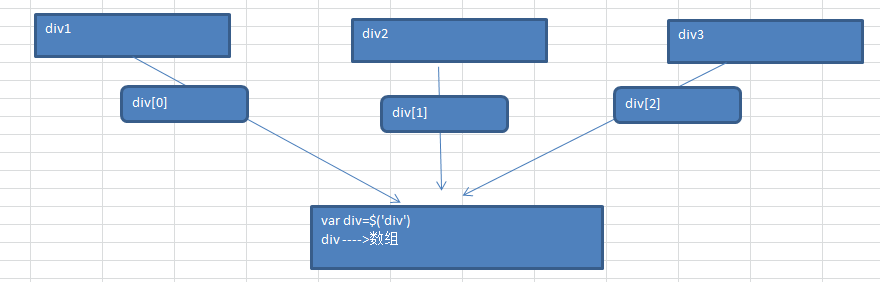 div1
div2
div3
div[0]
div[1]
div[2]
var div=$('div')
div---->数组